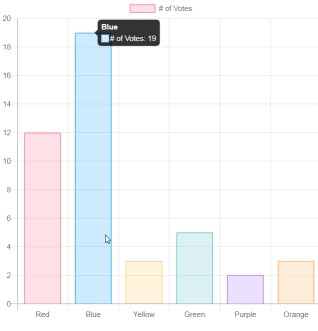 # of Votes
20
Blue
# of Votes: 19
18
16
14
12
10
8
6
4
2
0
Red Blue Yellow Green Purple Orange